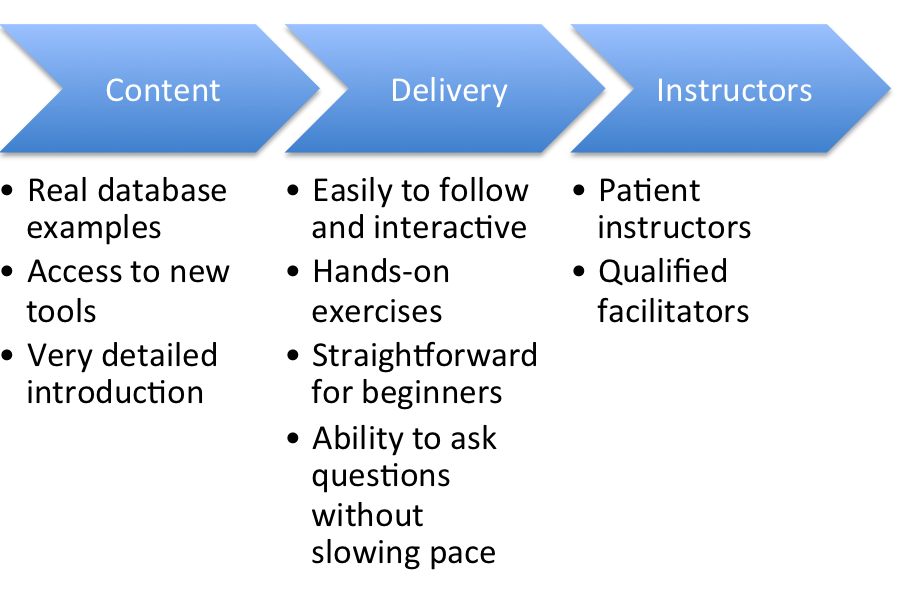 Content
• Real database
examples
• Access to new
tools
• Very detailed
introduction
Delivery
• Easily to follow
and interactive
• Hands-on
exercises
• Straightforward
for beginners
• Ability to ask
questions
without
slowing pace
Instructors
• Patient
instructors
• Qualified
facilitators